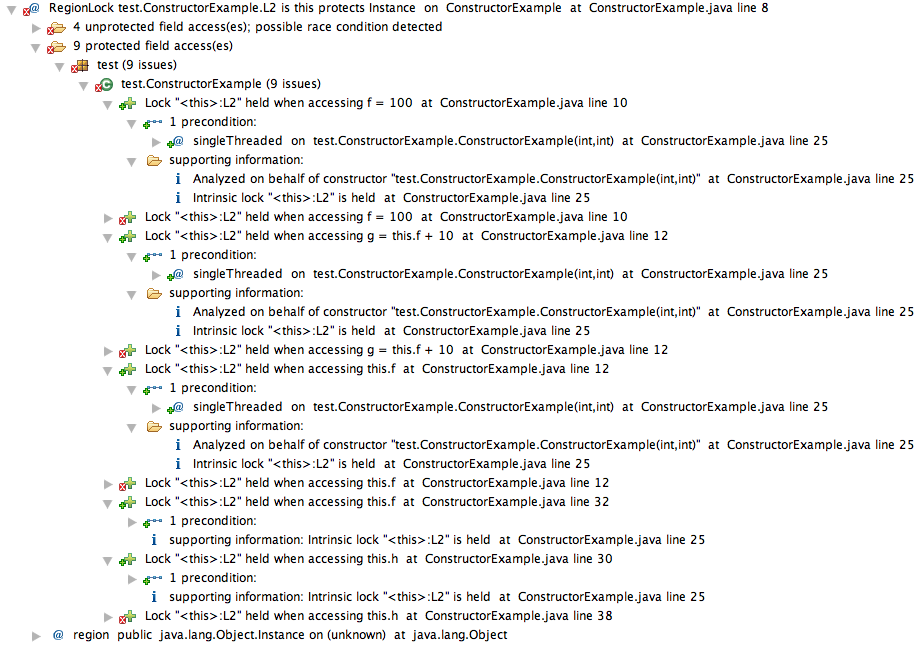 RegionLock test.ConstructorExample.L2 is this protects Instance on ConstructorExample at ConstructorExample.java line 8
4 unprotected field access(es); possible race condition detected
9 protected field access(es)
test (9 issues)
test.ConstructorExample (9 issues)
Lock "<this>:L2" held when accessing f = 100 at ConstructorExample.java line 10
1 precondition:
singleThreaded on test.ConstructorExample.ConstructorExample(int,int) at ConstructorExample.java line 25
supporting information:
Analyzed on behalf of constructor "test.ConstructorExample.ConstructorExample(int,int)" at ConstructorExample.java line 25
Intrinsic lock "<this>:L2" is held at ConstructorExample.java line 25
Lock "<this>:L2" held when accessing f = 100 at ConstructorExample.java line 10
Lock "<this>:L2" held when accessing g = this.f + 10 at ConstructorExample.java line 12
1 precondition:
singleThreaded on test.ConstructorExample.ConstructorExample(int,int) at ConstructorExample.java line 25
supporting information:
Analyzed on behalf of constructor "test.ConstructorExample.ConstructorExample(int,int)" at ConstructorExample.java line 25
Intrinsic lock "<this>:L2" is held at ConstructorExample.java line 25
Lock "<this>:L2" held when accessing g = this.f + 10 at ConstructorExample.java line 12
Lock "<this>:L2" held when accessing this.f at ConstructorExample.java line 12
1 precondition:
singleThreaded on test.ConstructorExample.ConstructorExample(int,int) at ConstructorExample.java line 25
supporting information:
Analyzed on behalf of constructor "test.ConstructorExample.ConstructorExample(int,int)" at ConstructorExample.java line 25
Intrinsic lock "<this>:L2" is held at ConstructorExample.java line 25
Lock "<this>:L2" held when accessing this.f at ConstructorExample.java line 12
Lock "<this>:L2" held when accessing this.f at ConstructorExample.java line 32
1 precondition:
supporting information: Intrinsic lock "<this>:L2" is held at ConstructorExample.java line 25
Lock "<this>:L2" held when accessing this.h at ConstructorExample.java line 30
1 precondition:
supporting information: Intrinsic lock "<this>:L2" is held at ConstructorExample.java line 25
Lock "<this>:L2" held when accessing this.h at ConstructorExample.java line 38
region public java.lang.Object.Instance on (unknown) at java.lang.Object